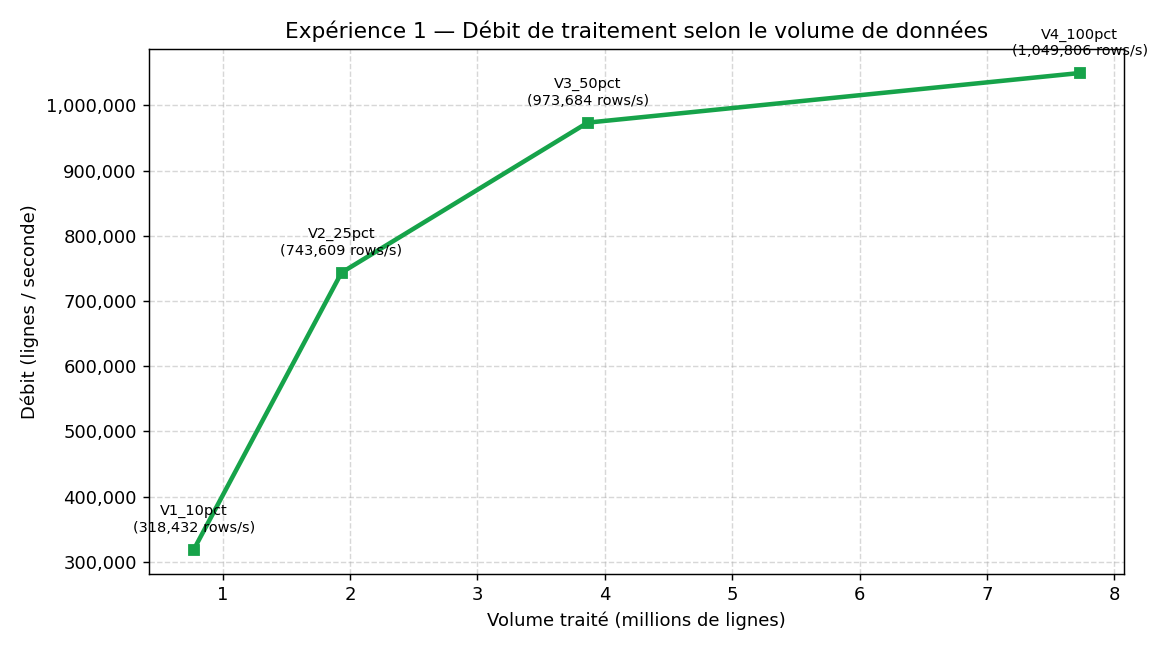 Expérience 1 — Débit de traitement selon le volume de données
V4_100pct
(1,049,806 rows/s)
V3_50pct
(973,684 rows/s)
V2_25pct
(743,609 rows/s)
V1_10pct
(318,432 rows/s)
1,000,000
900,000
800,000
700,000
600,000
500,000
400,000
300,000
Débit (lignes / seconde)
1 2 3 4 5 6 7 8
Volume traité (millions de lignes)